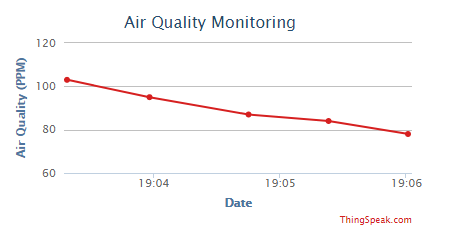 Air Quality Monitoring
Air Quality (PPM)
120
100
80
60
19:04 19:05 19:06
Date
ThingSpeak.com